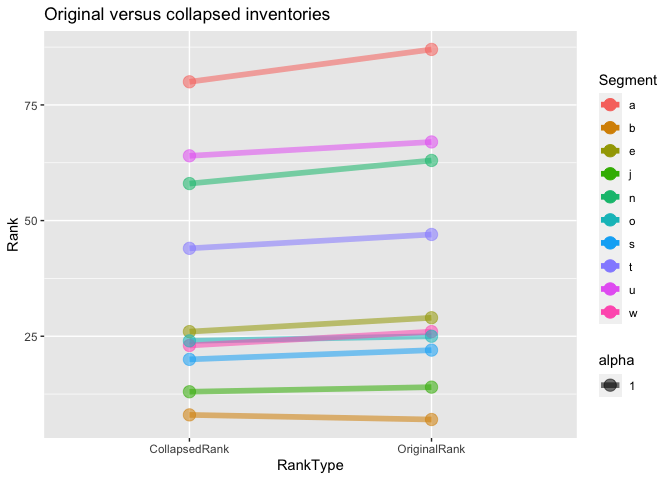 Original versus collapsed inventories
Rank
75
50
25
CollapsedRank
OriginalRank
RankType
Segment
a
b
e
j
n
o
s
t
u
w
alpha
1